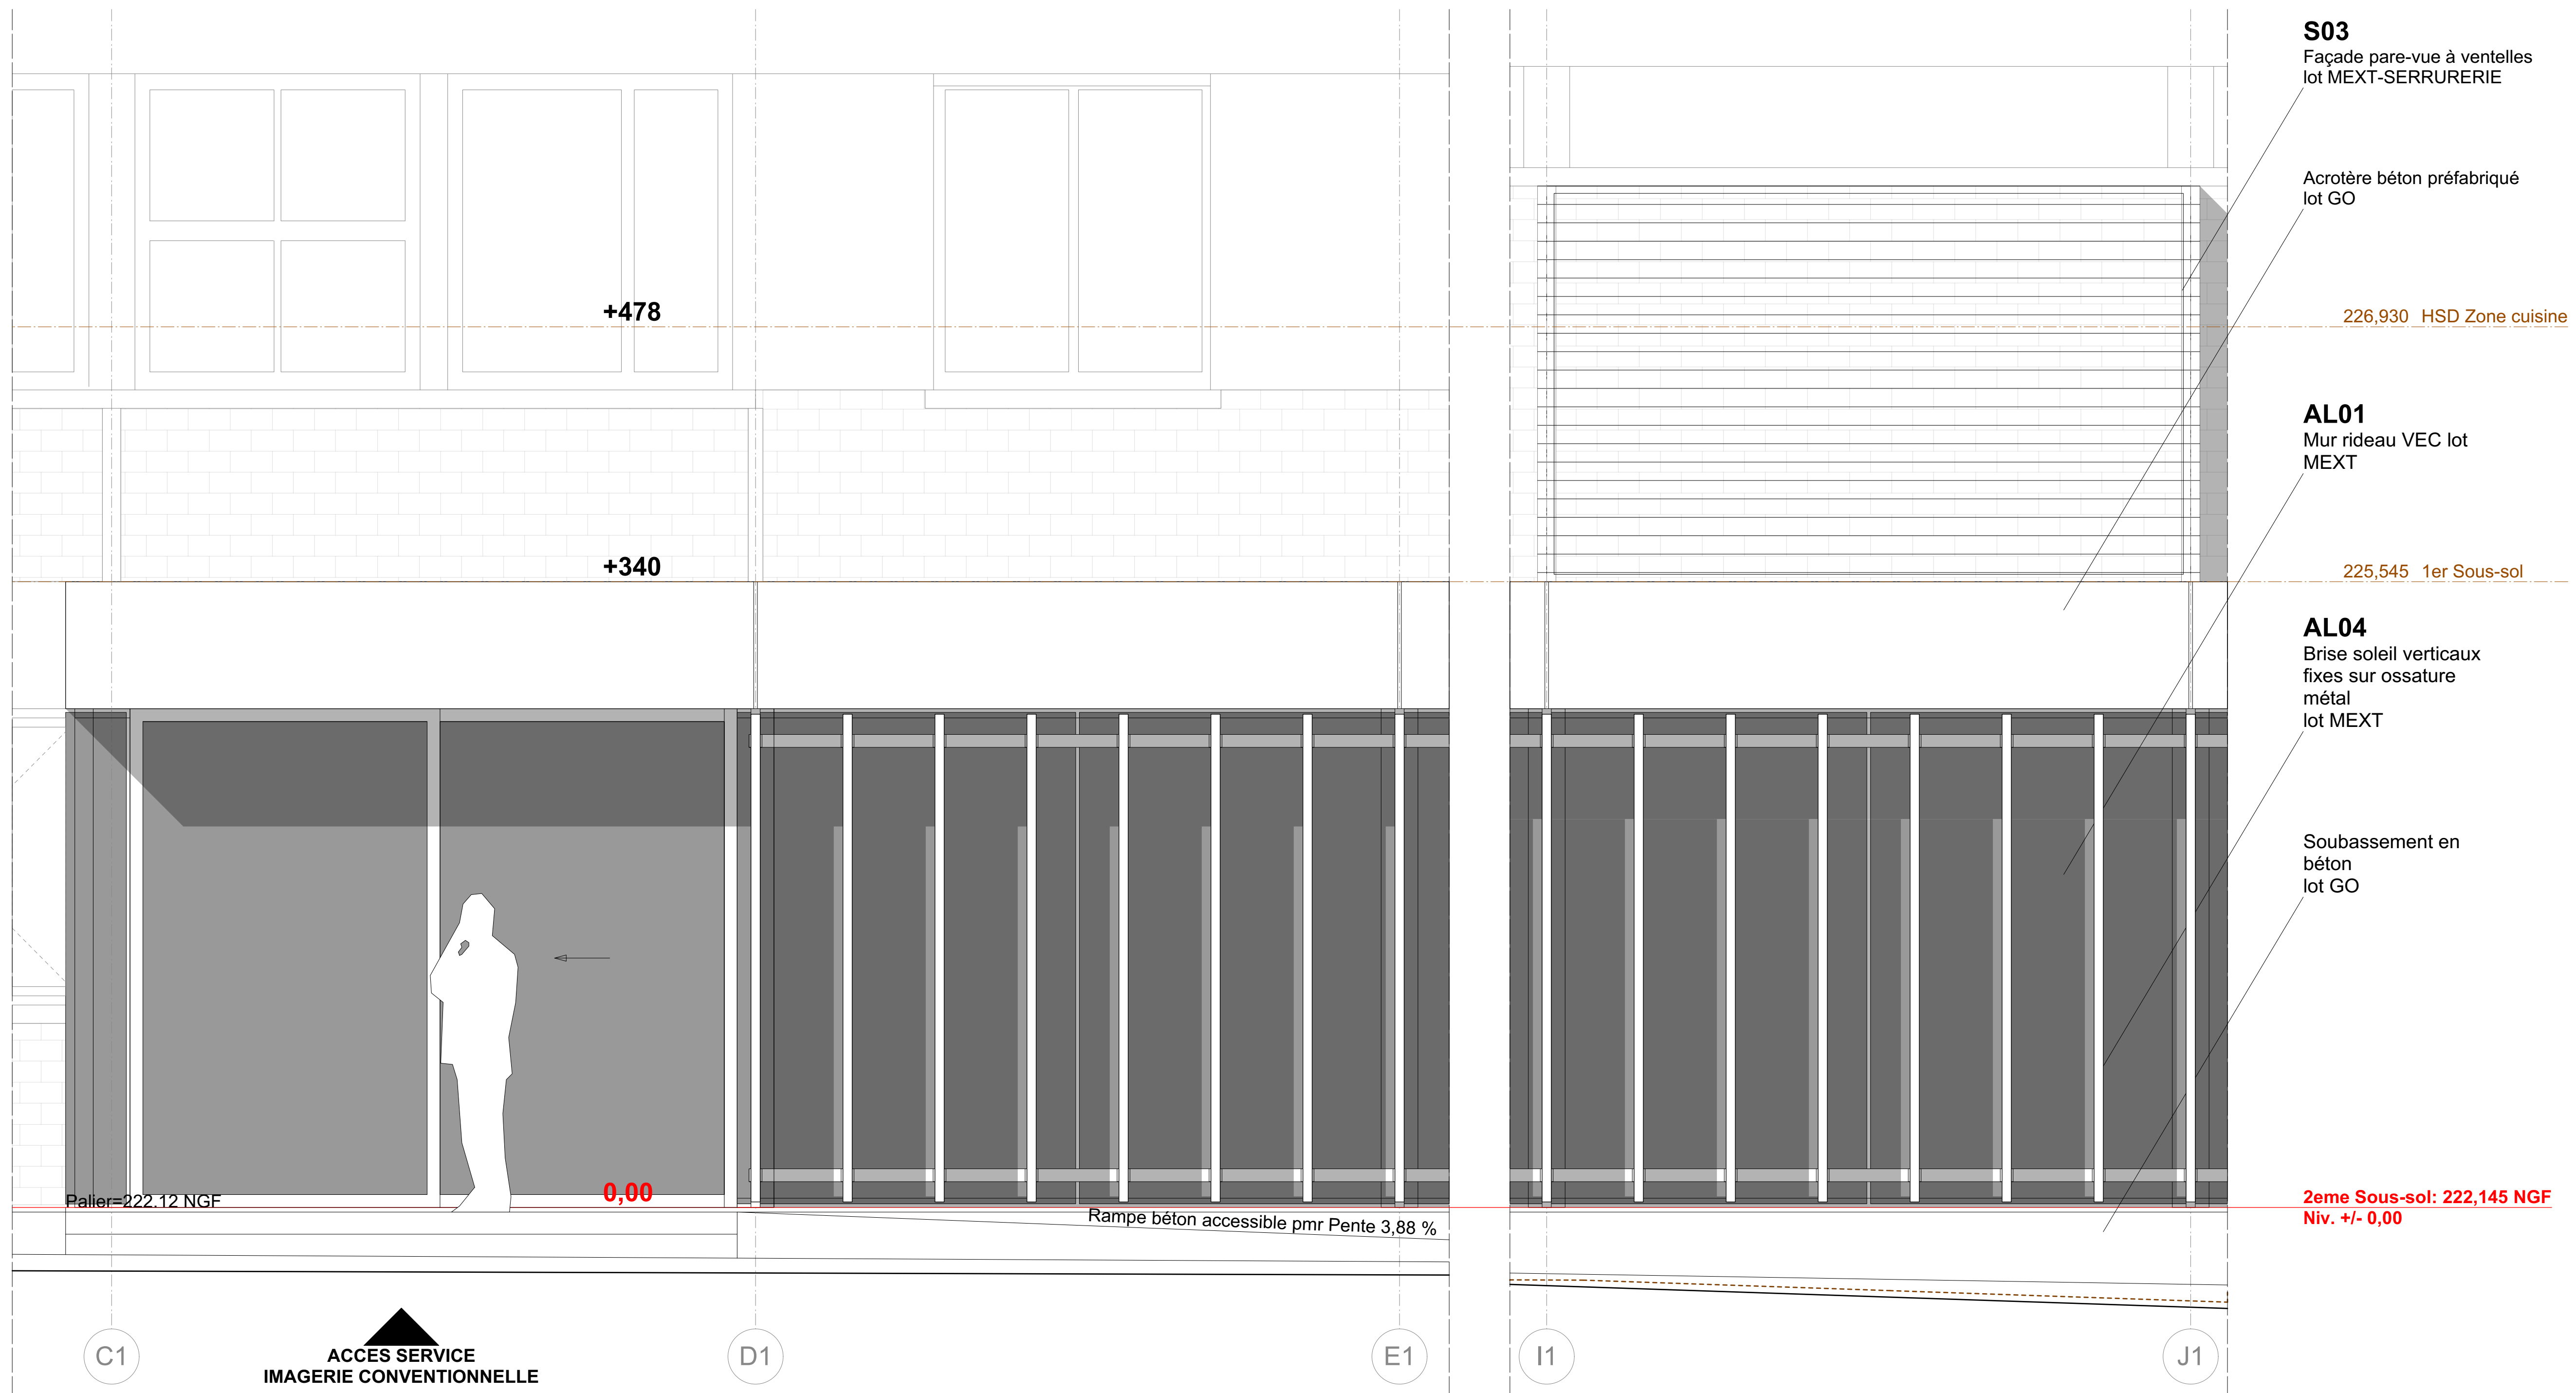 S03
Façade pare-vue à ventelles
lot MEXT-SERRURERIE
Acrotère béton préfabriqué
lot GO
+478
226,930 HSD Zone cuisine
AL01
Mur rideau VEC lot
MEXT
+340
225,545 1er Sous-sol
AL04
Brise soleil verticaux
fixes sur ossature
métal
lot MEXT
Soubassement en
béton
lot GO
0,00
Palier=222.12 NGF
2eme Sous-sol: 222,145 NGF
Niv. +/- 0,00
Rampe béton accessible pmr Pente 3,88 %
C1
ACCES SERVICE
IMAGERIE CONVENTIONNELLE
D1
E1
I1
J1